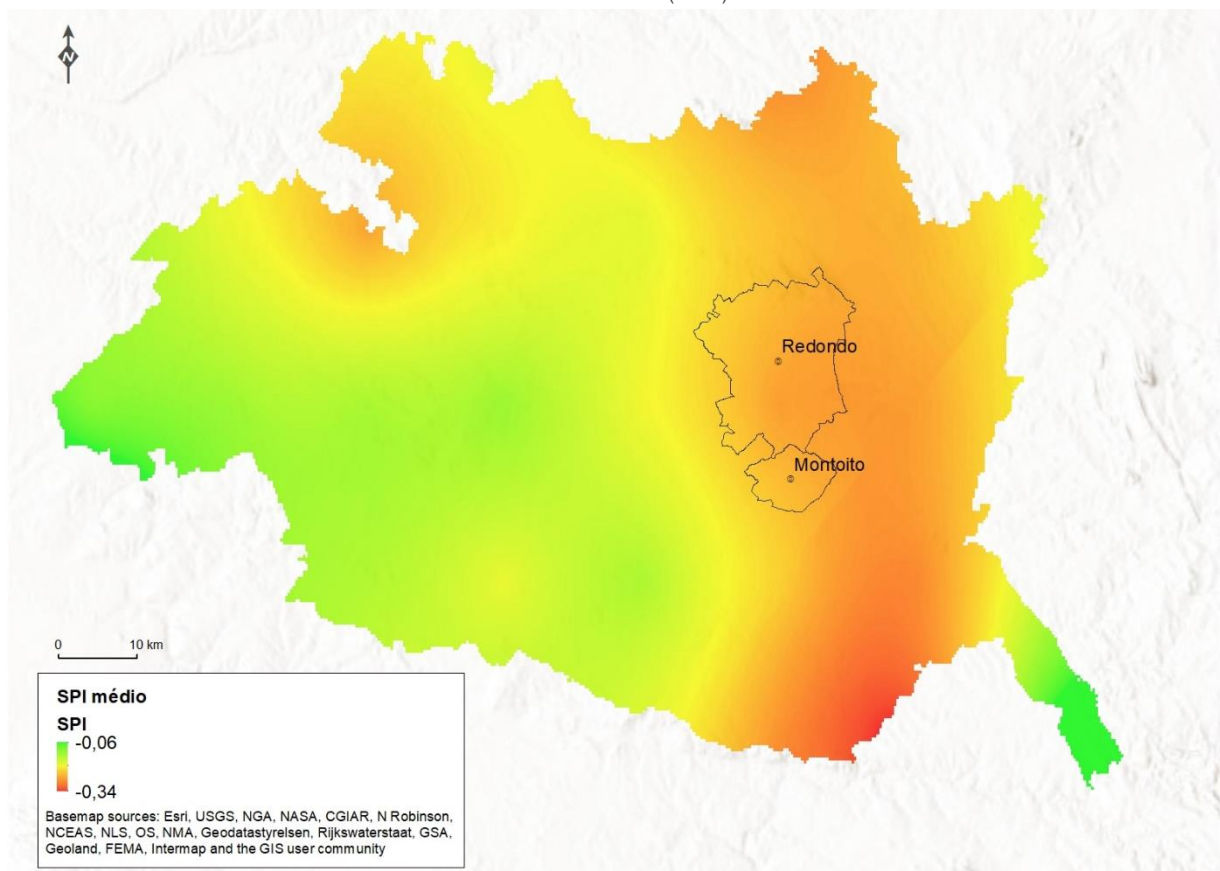 N
Redondo
Montoito
0 10 km
SPI médio
SPI
-0,06
-0,34
Basemap sources: Esri, USGS, NGA, NASA, CGIAR, N Robinson,
NCEAS, NLS, OS, NMA, Geodatastyrelsen, Rijkswaterstaat, GSA,
Geoland, FEMA, Intermap and the GIS user community